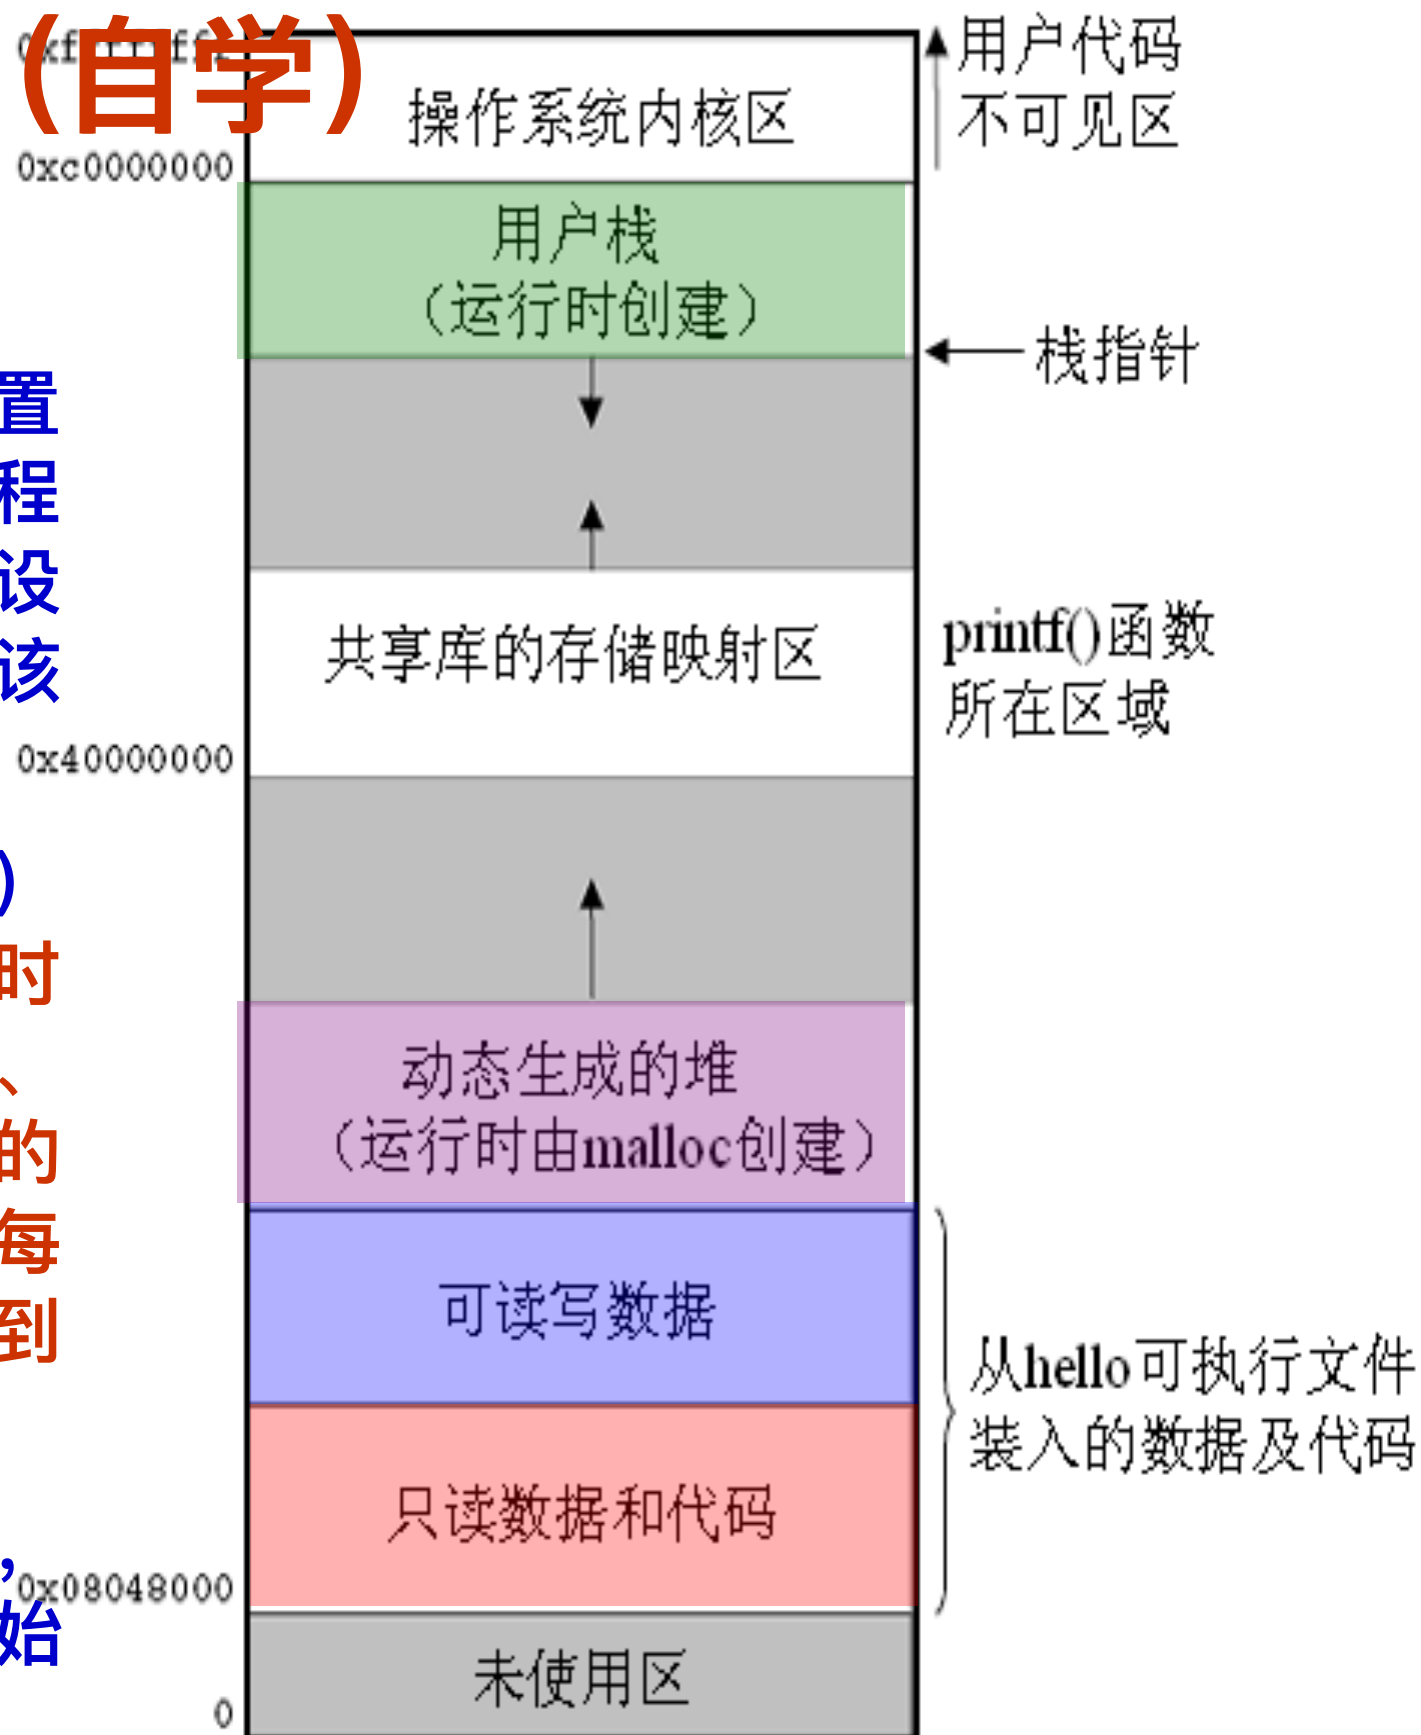 (自学)
用户代码
不可见区
操作系统内核区
0xc0000000
用户栈
（运行时创建）
栈指针
置
程
设
该
共享库的存储映射区
printf()函数
所在区域
0x40000000
)
时
、
的
每
到
动态生成的堆
（运行时由malloc创建）
可读写数据
从hello可执行文件
装入的数据及代码
只读数据和代码
，
0x08048000
始
未使用区
0